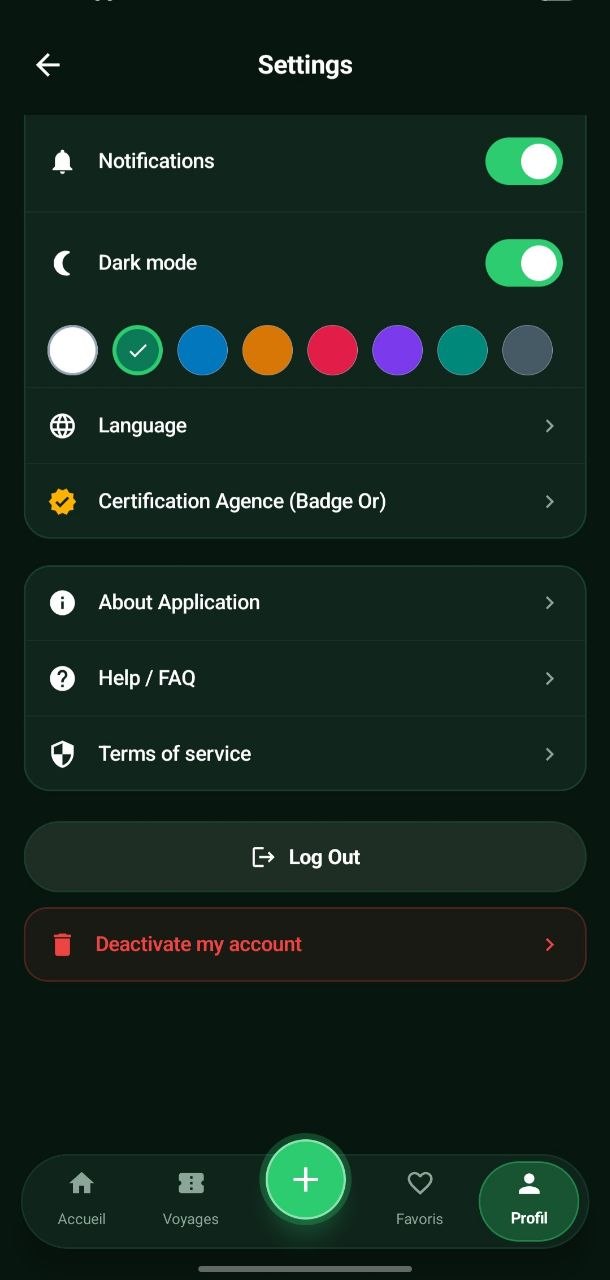 Settings
Notifications
Dark mode
Language
Certification Agence (Badge Or)
About Application
Help / FAQ
Terms of service
Log Out
Deactivate my account
Accueil
Voyages
Favoris
Profil